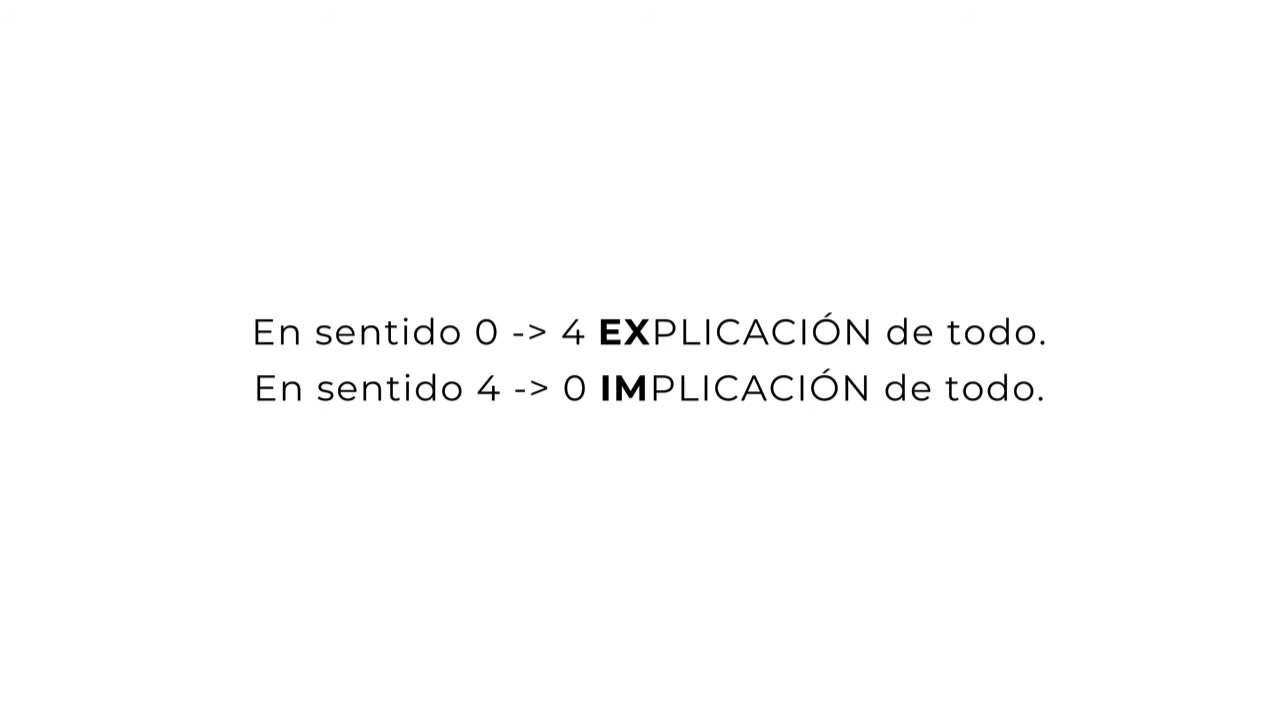 En sentido 0 -> 4 EXPLICACIÓN de todo.
En sentido 4 -> 0 IMPLICACIÓN de todo.